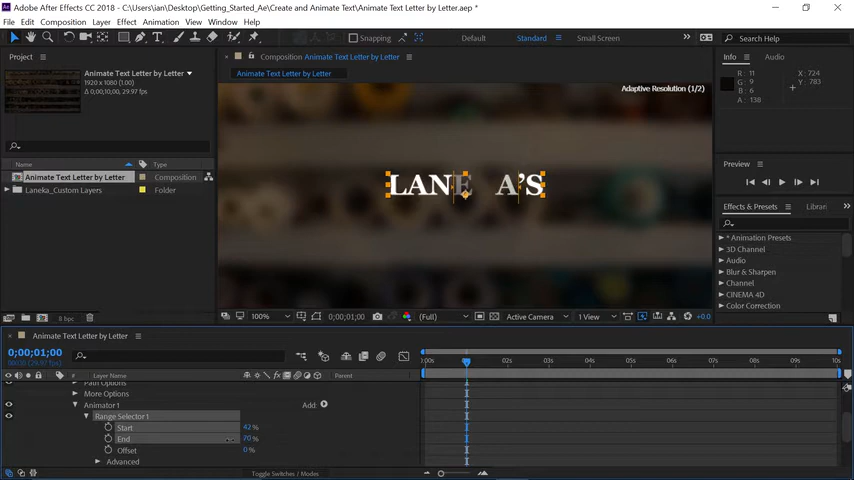 Adobe After Effects CC 2018 - C:\Users\ian\Desktop\Getting_Started_Ae\Create and Animate Text\Animate Text Letter by Letter.aep *
File Edit Composition Layer Effect Animation View Window Help
Snapping Default Standard Small Screen Search Help
Project
Composition Animate Text Letter by Letter
Info Audio
Animate Text Letter by Letter
Animate Text Letter by Letter
1920 x 1080 (1.00)
Δ 0;00;10;00, 29.97 fps
Adaptive Resolution (1/2)
R: 11
G: 9
B: 6
A: 138
X: 724
Y: 783
Name Type
Animate Text Letter by Letter Composition
Laneka_Custom Layers Folder
LANE A'S
Preview
Effects & Presets Librar
* Animation Presets
3D Channel
Audio
Blur & Sharpen
Channel
CINEMA 4D
Color Correction
8 bpc
100% 0;00;01;00 (Full) Active Camera 1 View +0.0
Animate Text Letter by Letter
0;00;01;00
# Layer Name Parent
:00s 02s 03s 04s 05s 06s 07s 08s 09s 10s
Path Options
More Options
Animator 1 Add:
Range Selector 1
Start 42 %
End 70 %
Offset 0 %
Advanced
Toggle Switches / Modes